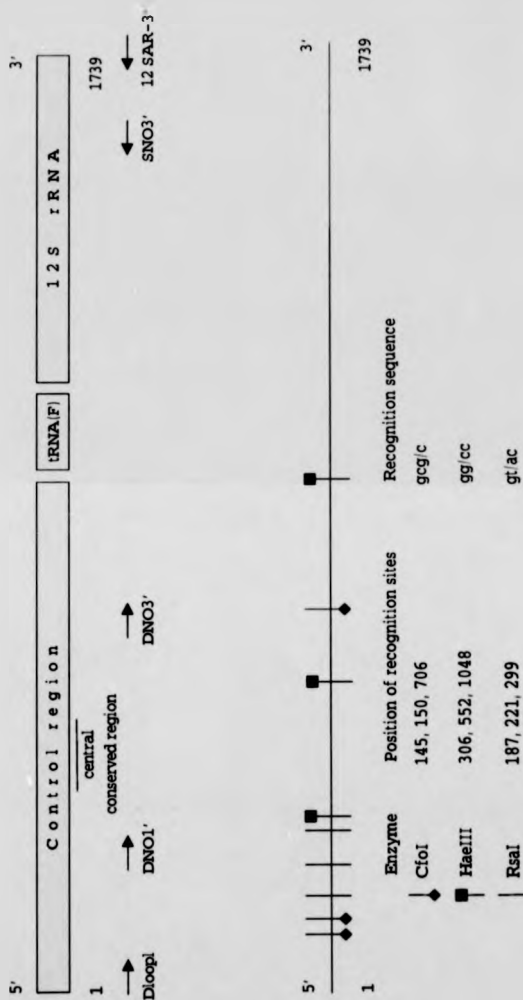 5' 3'
Control region tRNA(F) 12S rRNA
1 1739
central
conserved region
Dloop1 DNO1' DNO3' SNO3' 12 SAR-3'
5' 3'
1 1739
Enzyme Position of recognition sites Recognition sequence
CfoI 145, 150, 706 gcg/c
HaeIII 306, 552, 1048 gg/cc
RsaI 187, 221, 299 gt/ac